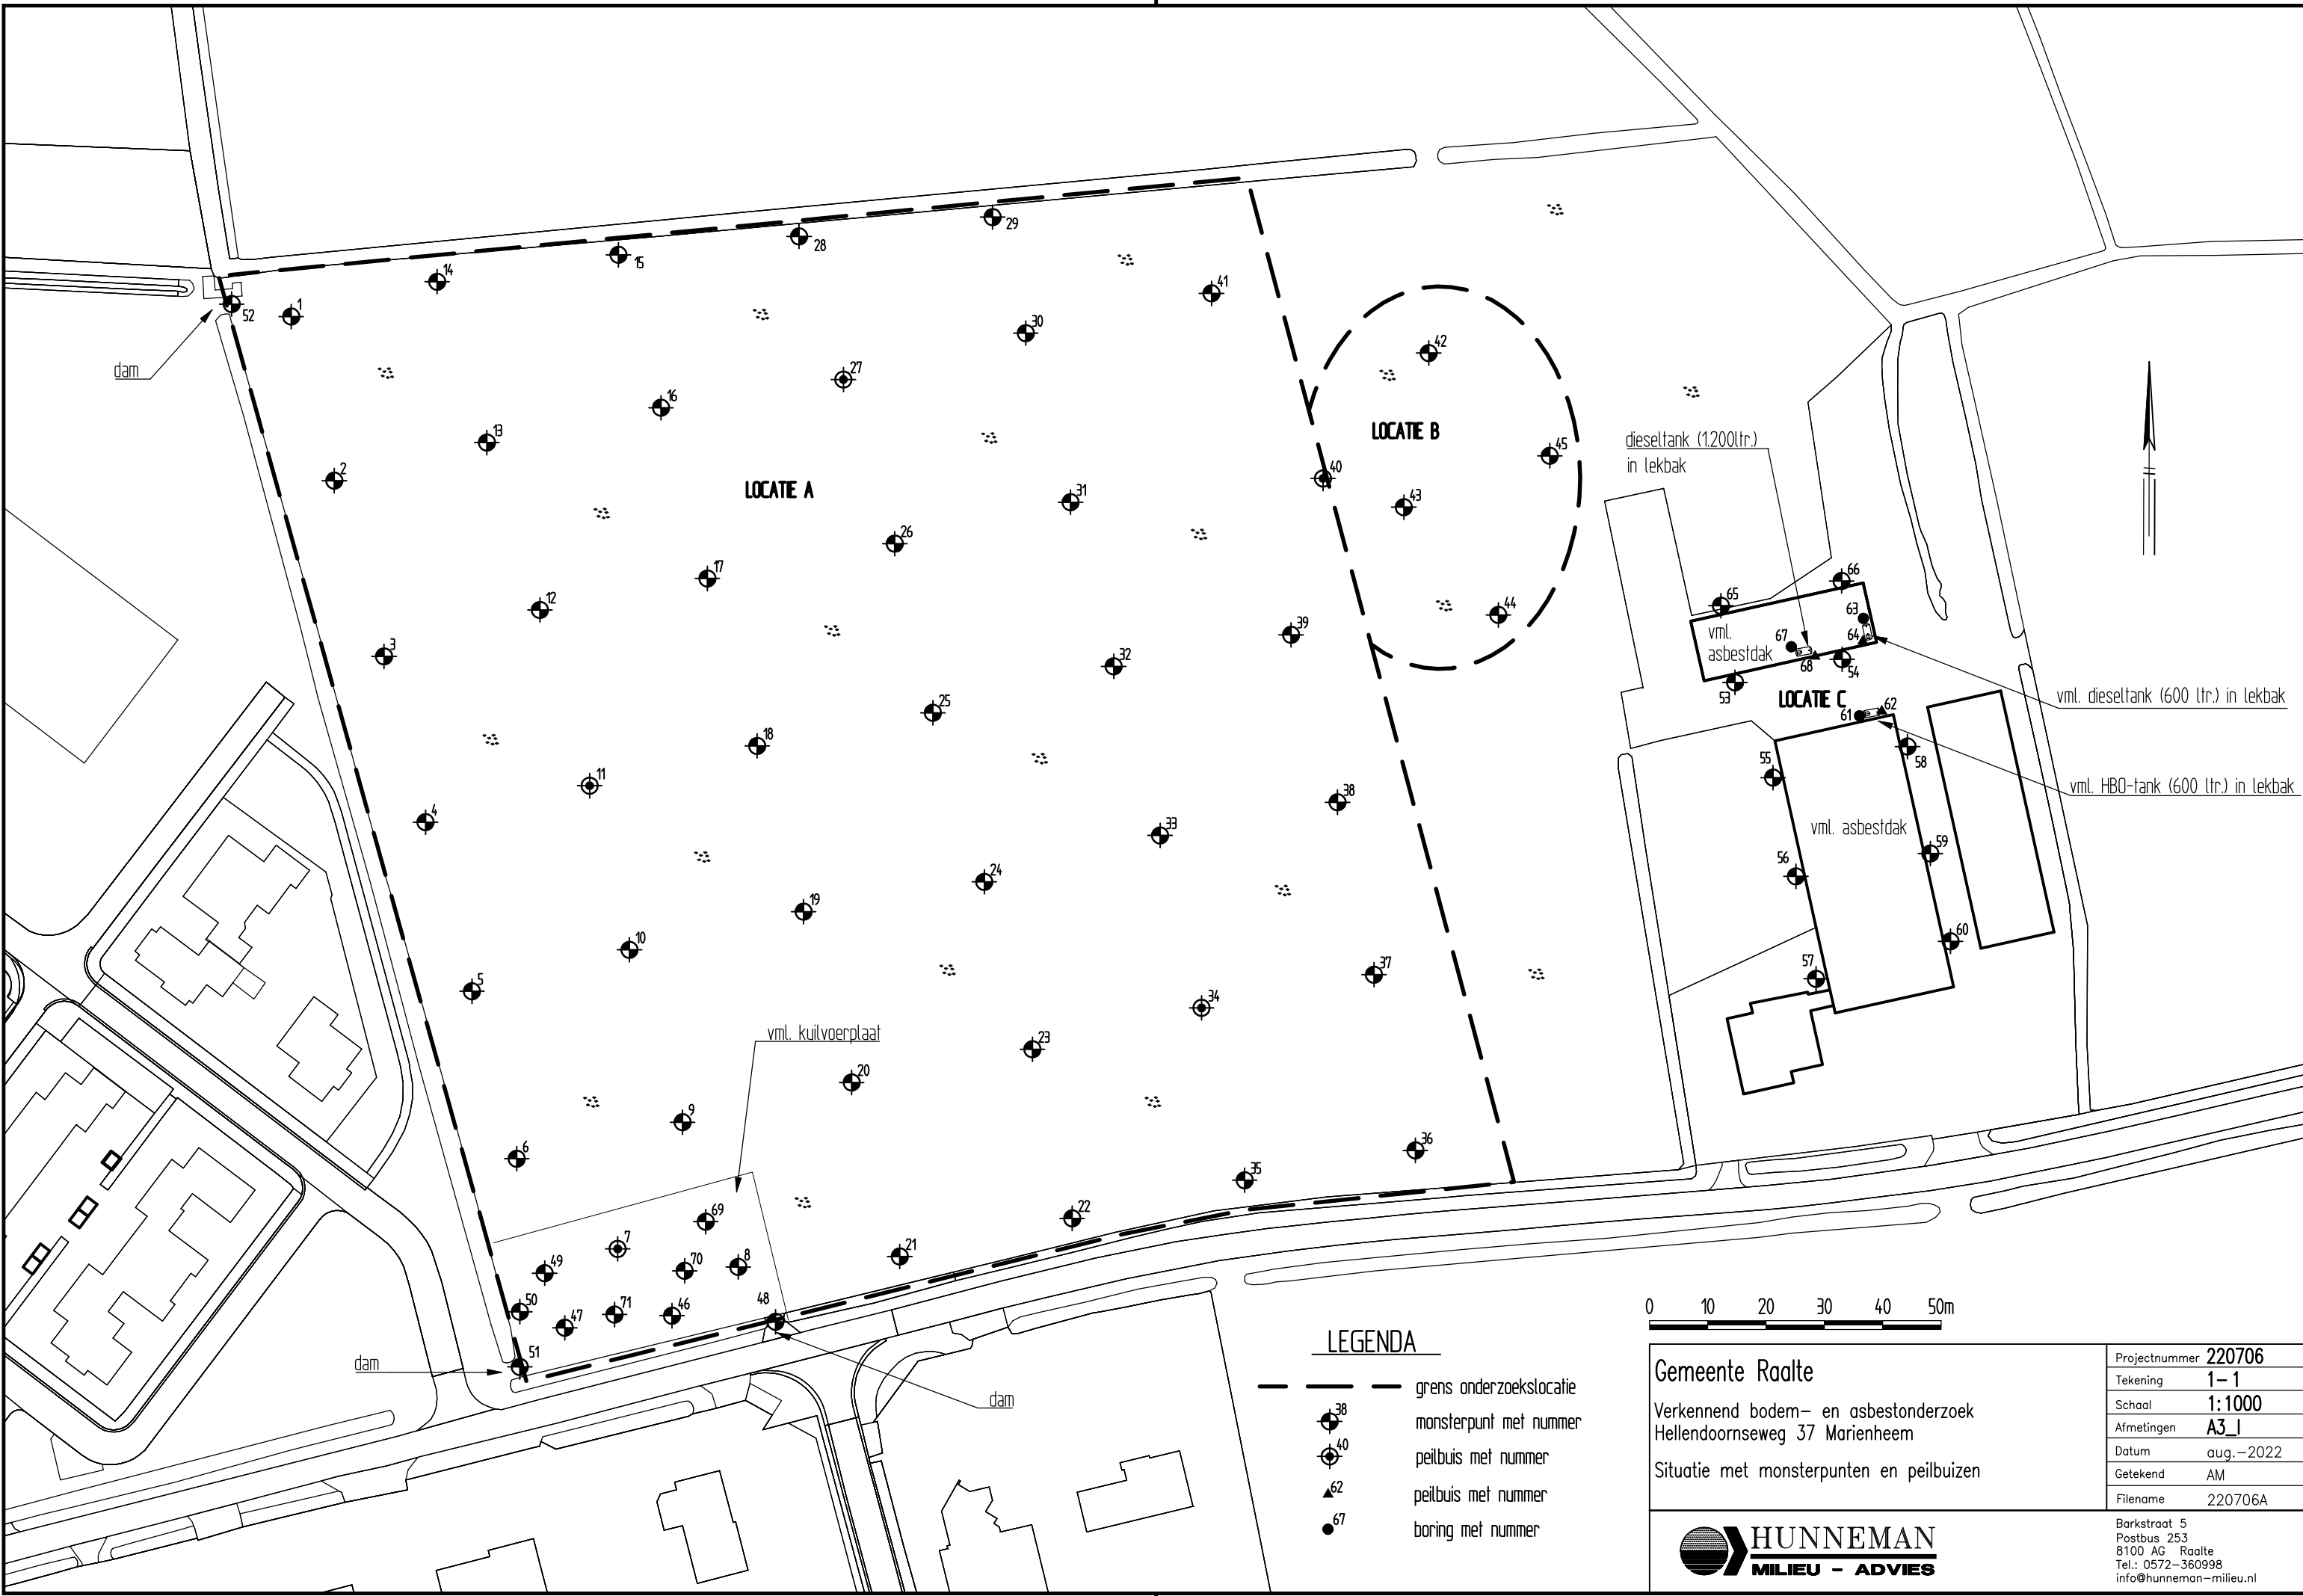 29
28
15
14
41
1
52
30
42
dam
27
16
LOCATIE B
13
dieseltank (1.200ltr.)
in lekbak
45
2
40
LOCATIE A
31
43
26
17
66
65
12
44
63
39
vml.
asbestdak
67
64
3
32
68
54
53
LOCATIE C
vml. dieseltank (600 ltr.) in lekbak
25
61
62
18
58
11
55
vml. HBO-tank (600 ltr.) in lekbak
38
4
33
vml. asbestdak
59
56
24
19
10
60
37
57
5
34
vml. kuilvoerplaat
23
20
9
6
36
35
69
22
7
21
49
70
8
50
47
71
46
48
51
dam
dam
0 10 20 30 40 50m
LEGENDA
grens onderzoekslocatie
38 monsterpunt met nummer
40 peilbuis met nummer
62 peilbuis met nummer
67 boring met nummer
Gemeente Raalte
Verkennend bodem- en asbestonderzoek
Hellendoornseweg 37 Marienheem
Situatie met monsterpunten en peilbuizen
Projectnummer 220706
Tekening 1-1
Schaal 1:1000
Afmetingen A3_l
Datum aug.-2022
Getekend AM
Filename 220706A
HUNNEMAN
MILIEU - ADVIES
Barkstraat 5
Postbus 253
8100 AG Raalte
Tel.: 0572-360998
info@hunneman-milieu.nl